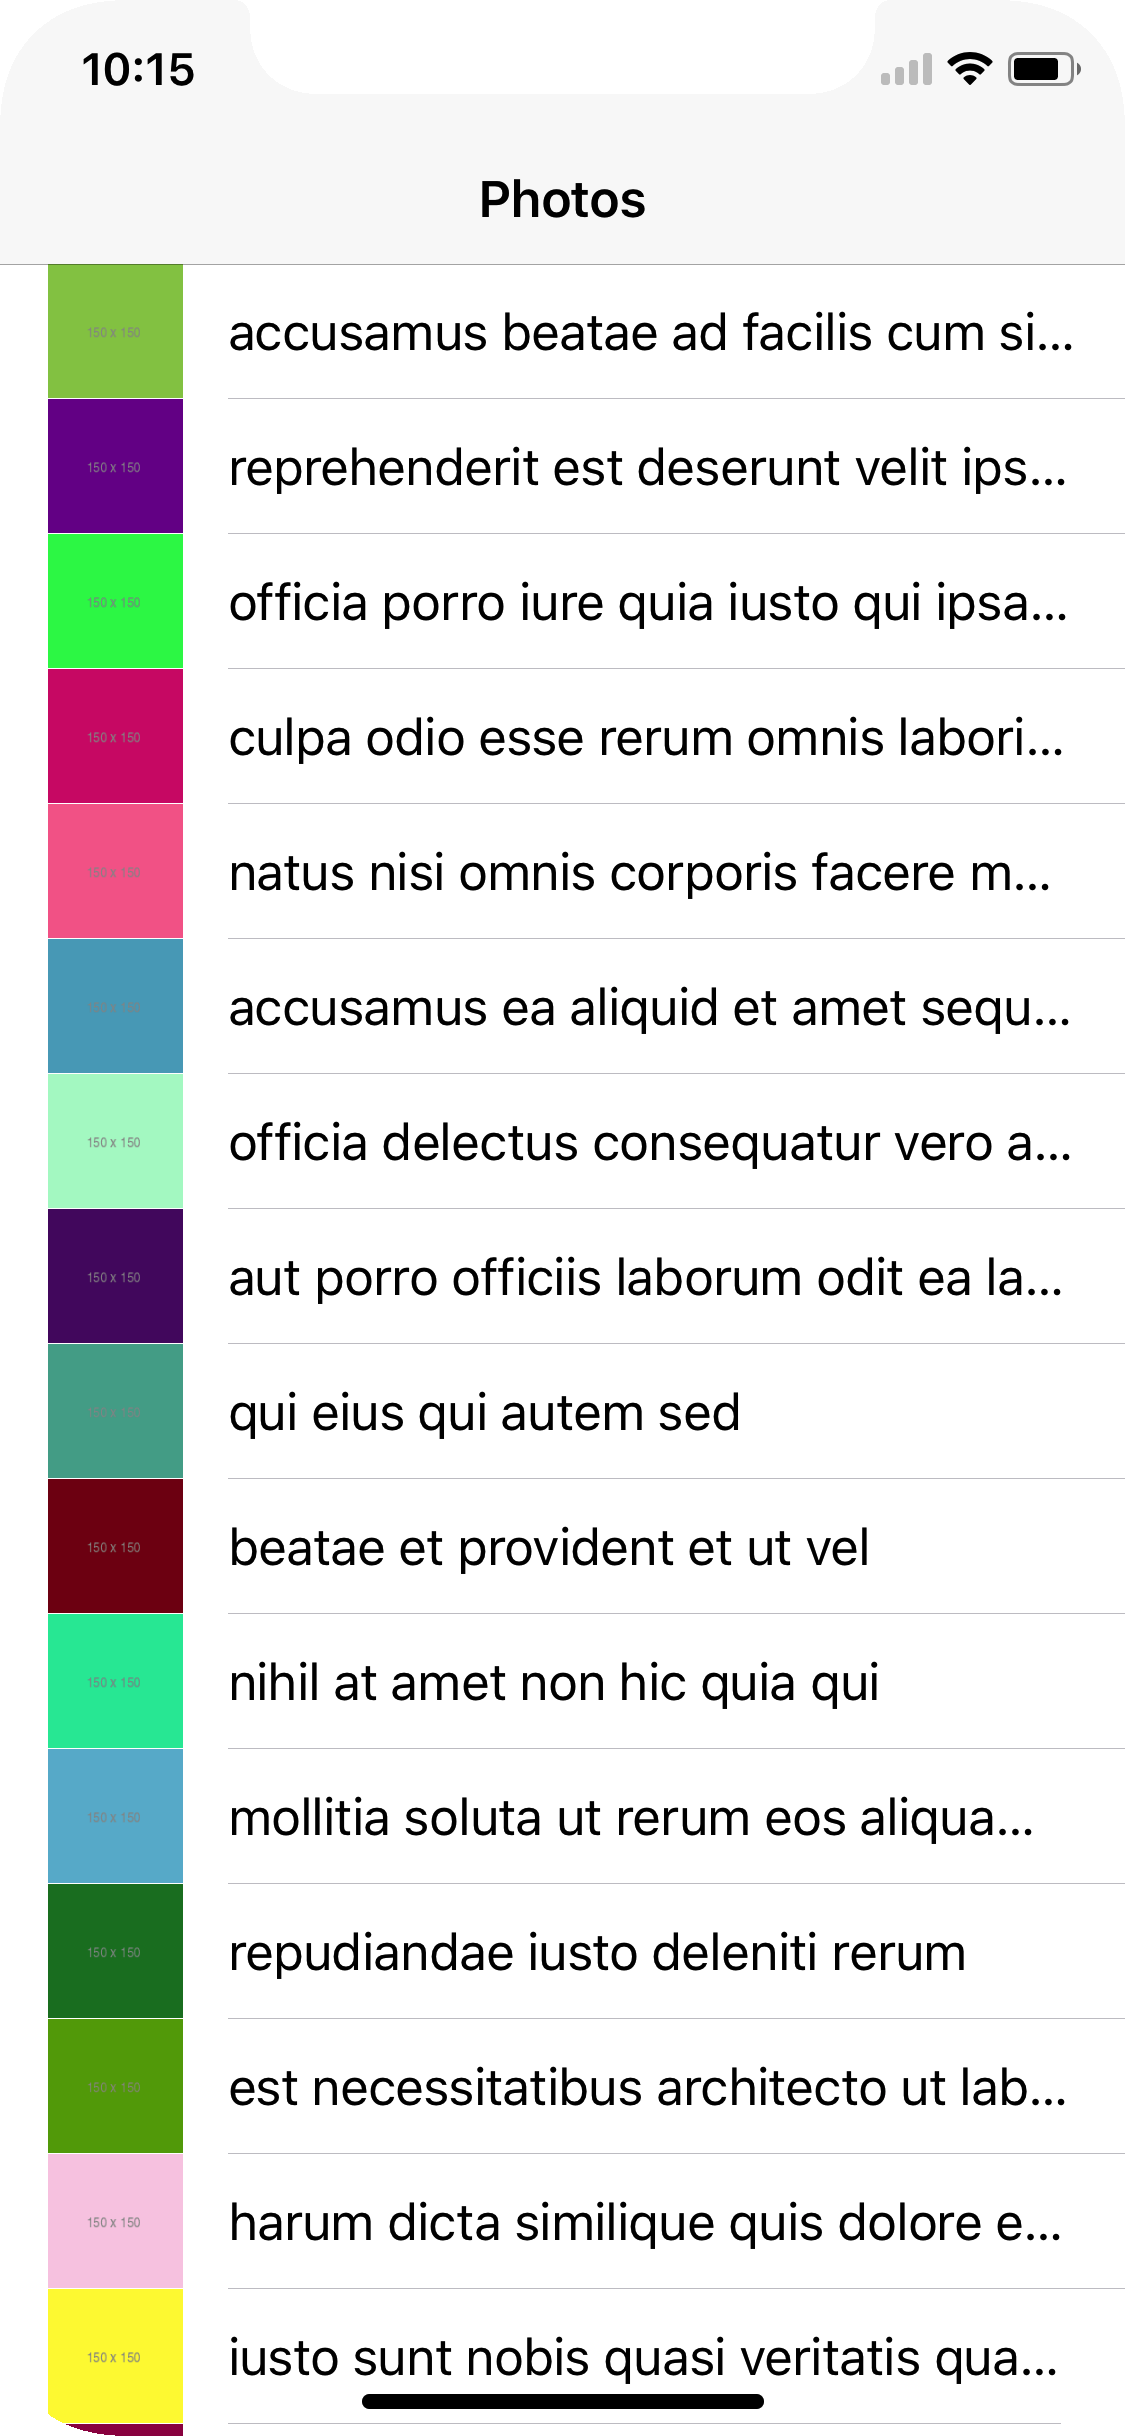 10:15
Photos
150 x 150
accusamus beatae ad facilis cum si...
150 x 150
reprehenderit est deserunt velit ips...
150 x 150
officia porro iure quia iusto qui ipsa...
150 x 150
culpa odio esse rerum omnis labori...
150 x 150
natus nisi omnis corporis facere m...
150 x 150
accusamus ea aliquid et amet sequ...
150 x 150
officia delectus consequatur vero a...
150 x 150
aut porro officiis laborum odit ea la...
150 x 150
qui eius qui autem sed
150 x 150
beatae et provident et ut vel
150 x 150
nihil at amet non hic quia qui
150 x 150
mollitia soluta ut rerum eos aliqua...
150 x 150
repudiandae iusto deleniti rerum
150 x 150
est necessitatibus architecto ut lab...
150 x 150
harum dicta similique quis dolore e...
150 x 150
iusto sunt nobis quasi veritatis qua...